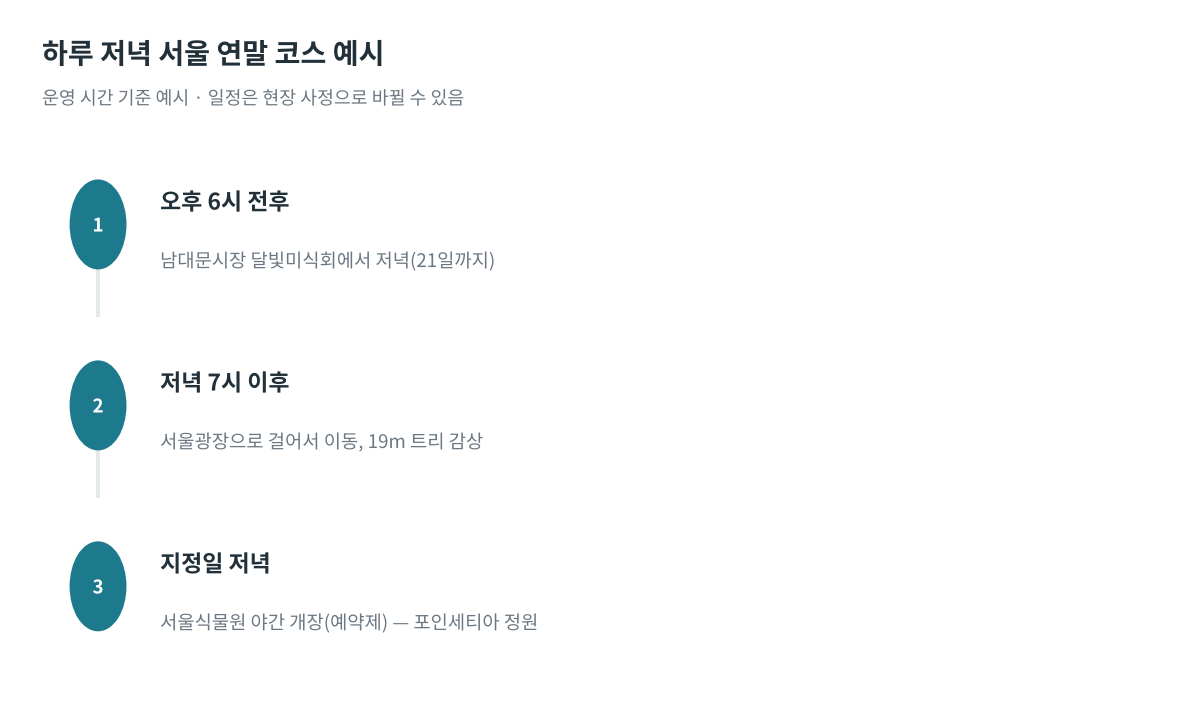 하루 저녁 서울 연말 코스 예시
운영 시간 기준 예시 · 일정은 현장 사정으로 바뀔 수 있음
1
오후 6시 전후
남대문시장 달빛미식회에서 저녁(21일까지)
2
저녁 7시 이후
서울광장으로 걸어서 이동, 19m 트리 감상
3
지정일 저녁
서울식물원 야간 개장(예약제) — 포인세티아 정원